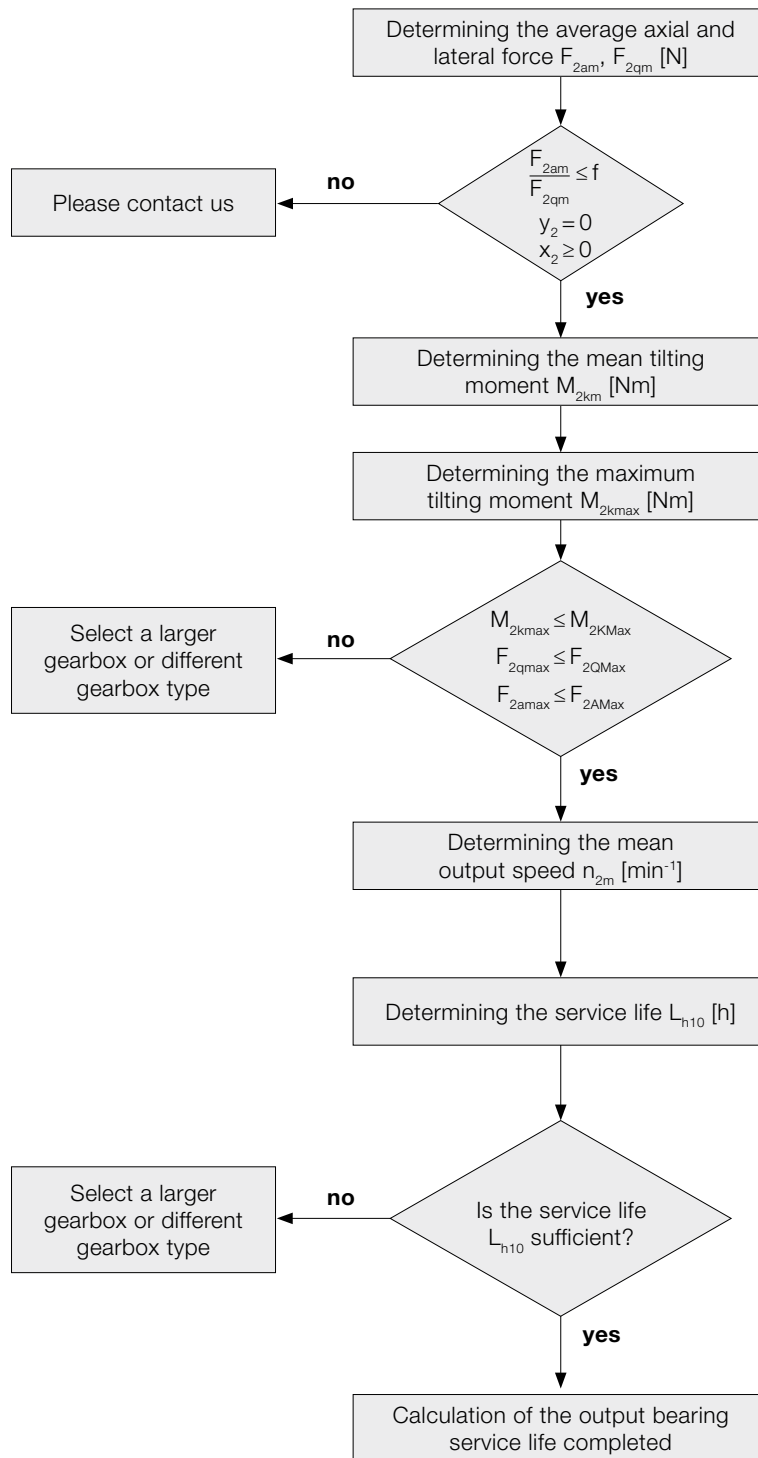 Determining the average axial and
lateral force F₂ₐₘ, F₂qₘ [N]
F₂ₐₘ
F₂qₘ
≤ f
y₂ = 0
x₂ ≥ 0
no
Please contact us
yes
Determining the mean tilting
moment M₂ₖₘ [Nm]
Determining the maximum
tilting moment M₂ₖₘₐₓ [Nm]
M₂ₖₘₐₓ ≤ M₂KMax
F₂qmax ≤ F₂QMax
F₂amax ≤ F₂AMax
no
Select a larger
gearbox or different
gearbox type
yes
Determining the mean
output speed n₂ₘ [min⁻¹]
Determining the service life Lₕ₁₀ [h]
Is the service life
Lₕ₁₀ sufficient?
no
Select a larger
gearbox or different
gearbox type
yes
Calculation of the output bearing
service life completed